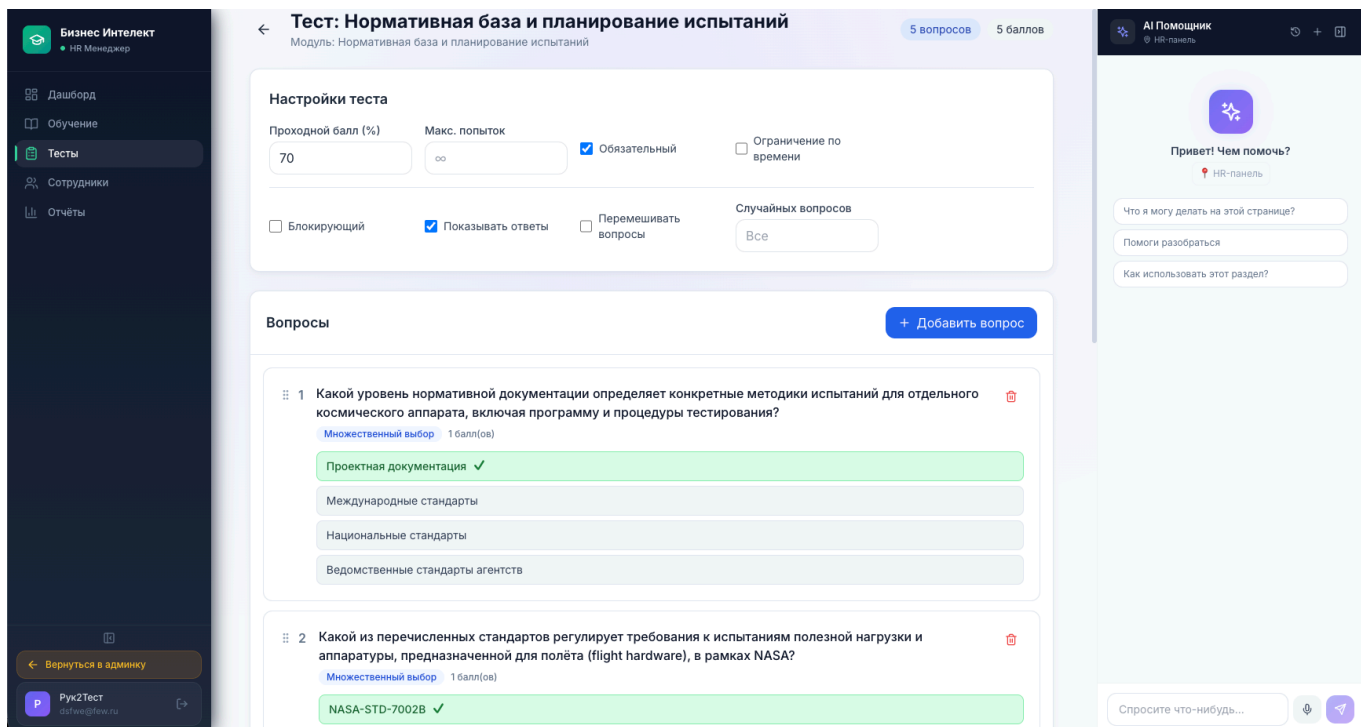 Бизнес Интелект
HR Менеджер
Дашборд
Обучение
Тесты
Сотрудники
Отчёты
Вернуться в админку
Р
Рук2Тест
dsfwe@few.ru
Тест: Нормативная база и планирование испытаний
Модуль: Нормативная база и планирование испытаний
5 вопросов
5 баллов
Настройки теста
Проходной балл (%)
70
Макс. попыток
∞
Обязательный
Ограничение по
времени
Блокирующий
Показывать ответы
Перемешивать
вопросы
Случайных вопросов
Все
Вопросы
+ Добавить вопрос
1 Какой уровень нормативной документации определяет конкретные методики испытаний для отдельного
космического аппарата, включая программу и процедуры тестирования?
Множественный выбор 1 балл(ов)
Проектная документация ✓
Международные стандарты
Национальные стандарты
Ведомственные стандарты агентств
2 Какой из перечисленных стандартов регулирует требования к испытаниям полезной нагрузки и
аппаратуры, предназначенной для полёта (flight hardware), в рамках NASA?
Множественный выбор 1 балл(ов)
NASA-STD-7002B ✓
AI Помощник
HR-панель
Привет! Чем помочь?
HR-панель
Что я могу делать на этой странице?
Помоги разобраться
Как использовать этот раздел?
Спросите что-нибудь...